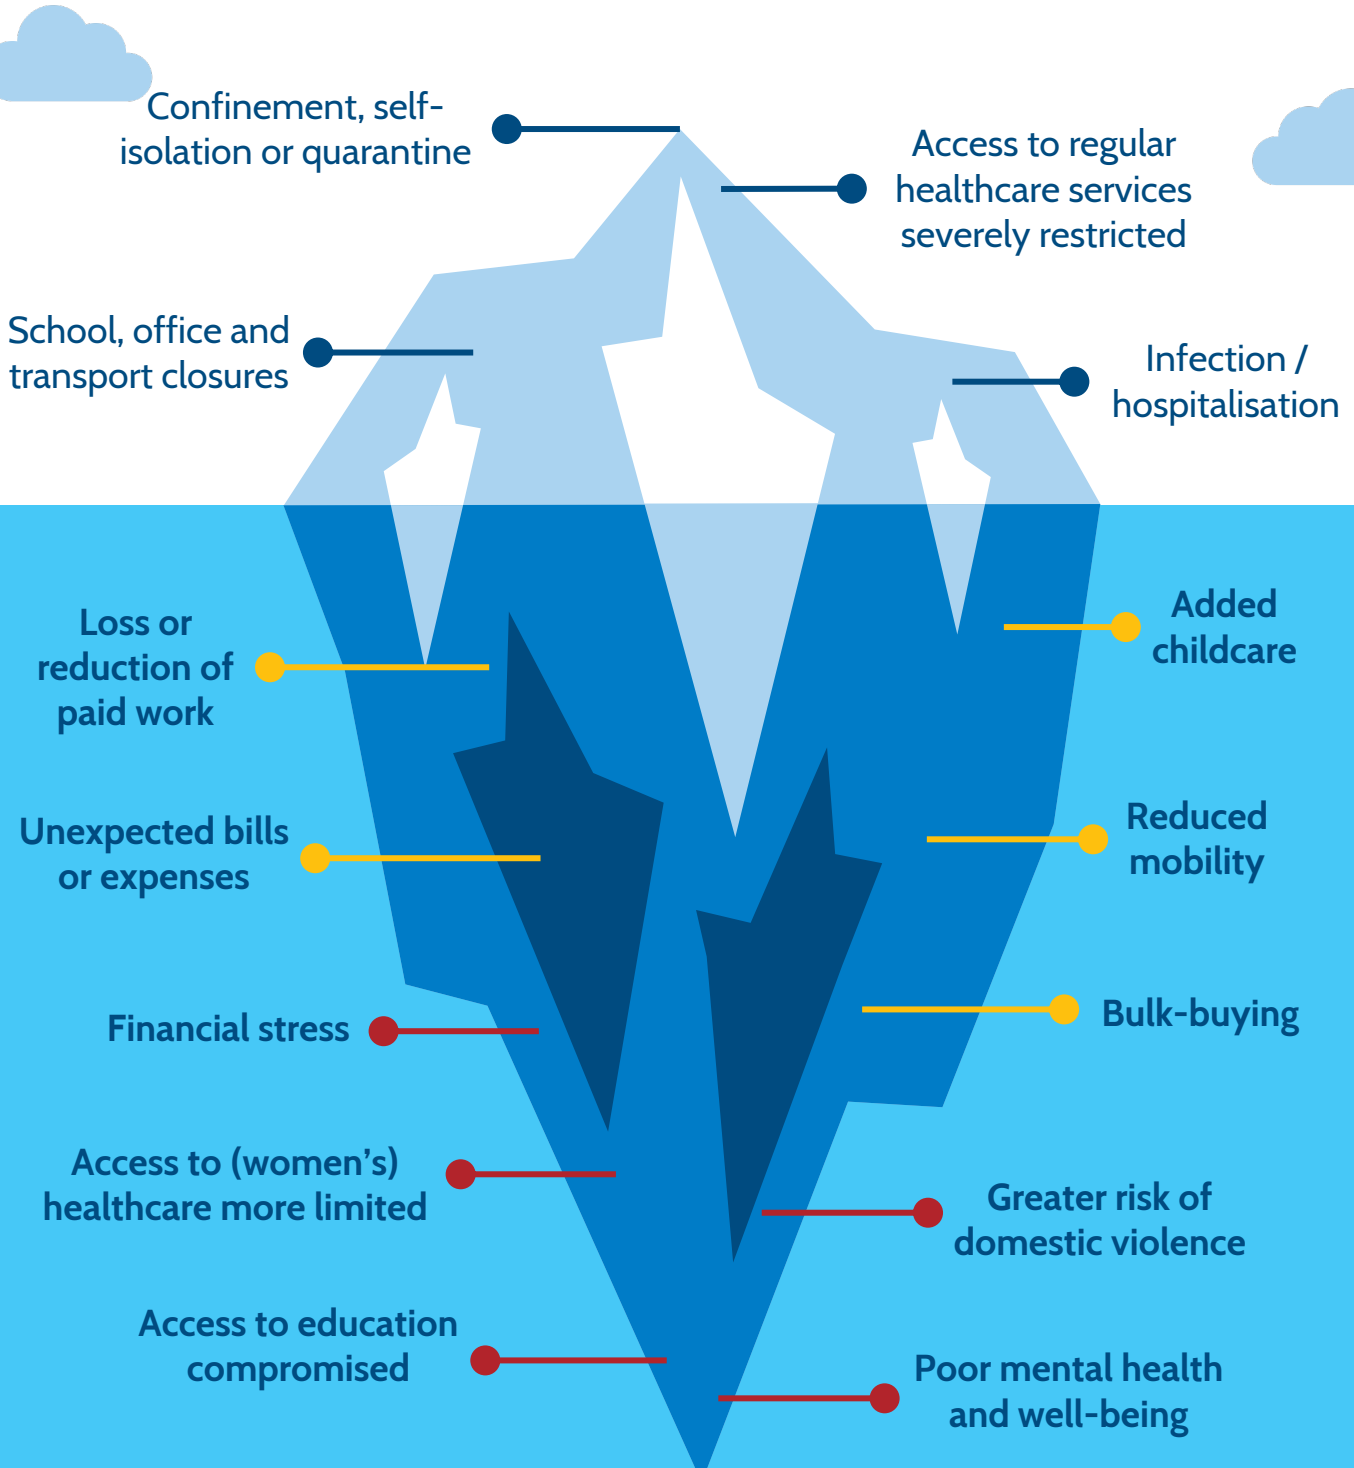 Confinement, self-
isolation or quarantine
Access to regular
healthcare services
severely restricted
School, office and
transport closures
Infection /
hospitalisation
Loss or
reduction of
paid work
Added
childcare
Unexpected bills
or expenses
Reduced
mobility
Financial stress
Bulk-buying
Access to (women’s)
healthcare more limited
Greater risk of
domestic violence
Access to education
compromised
Poor mental health
and well-being